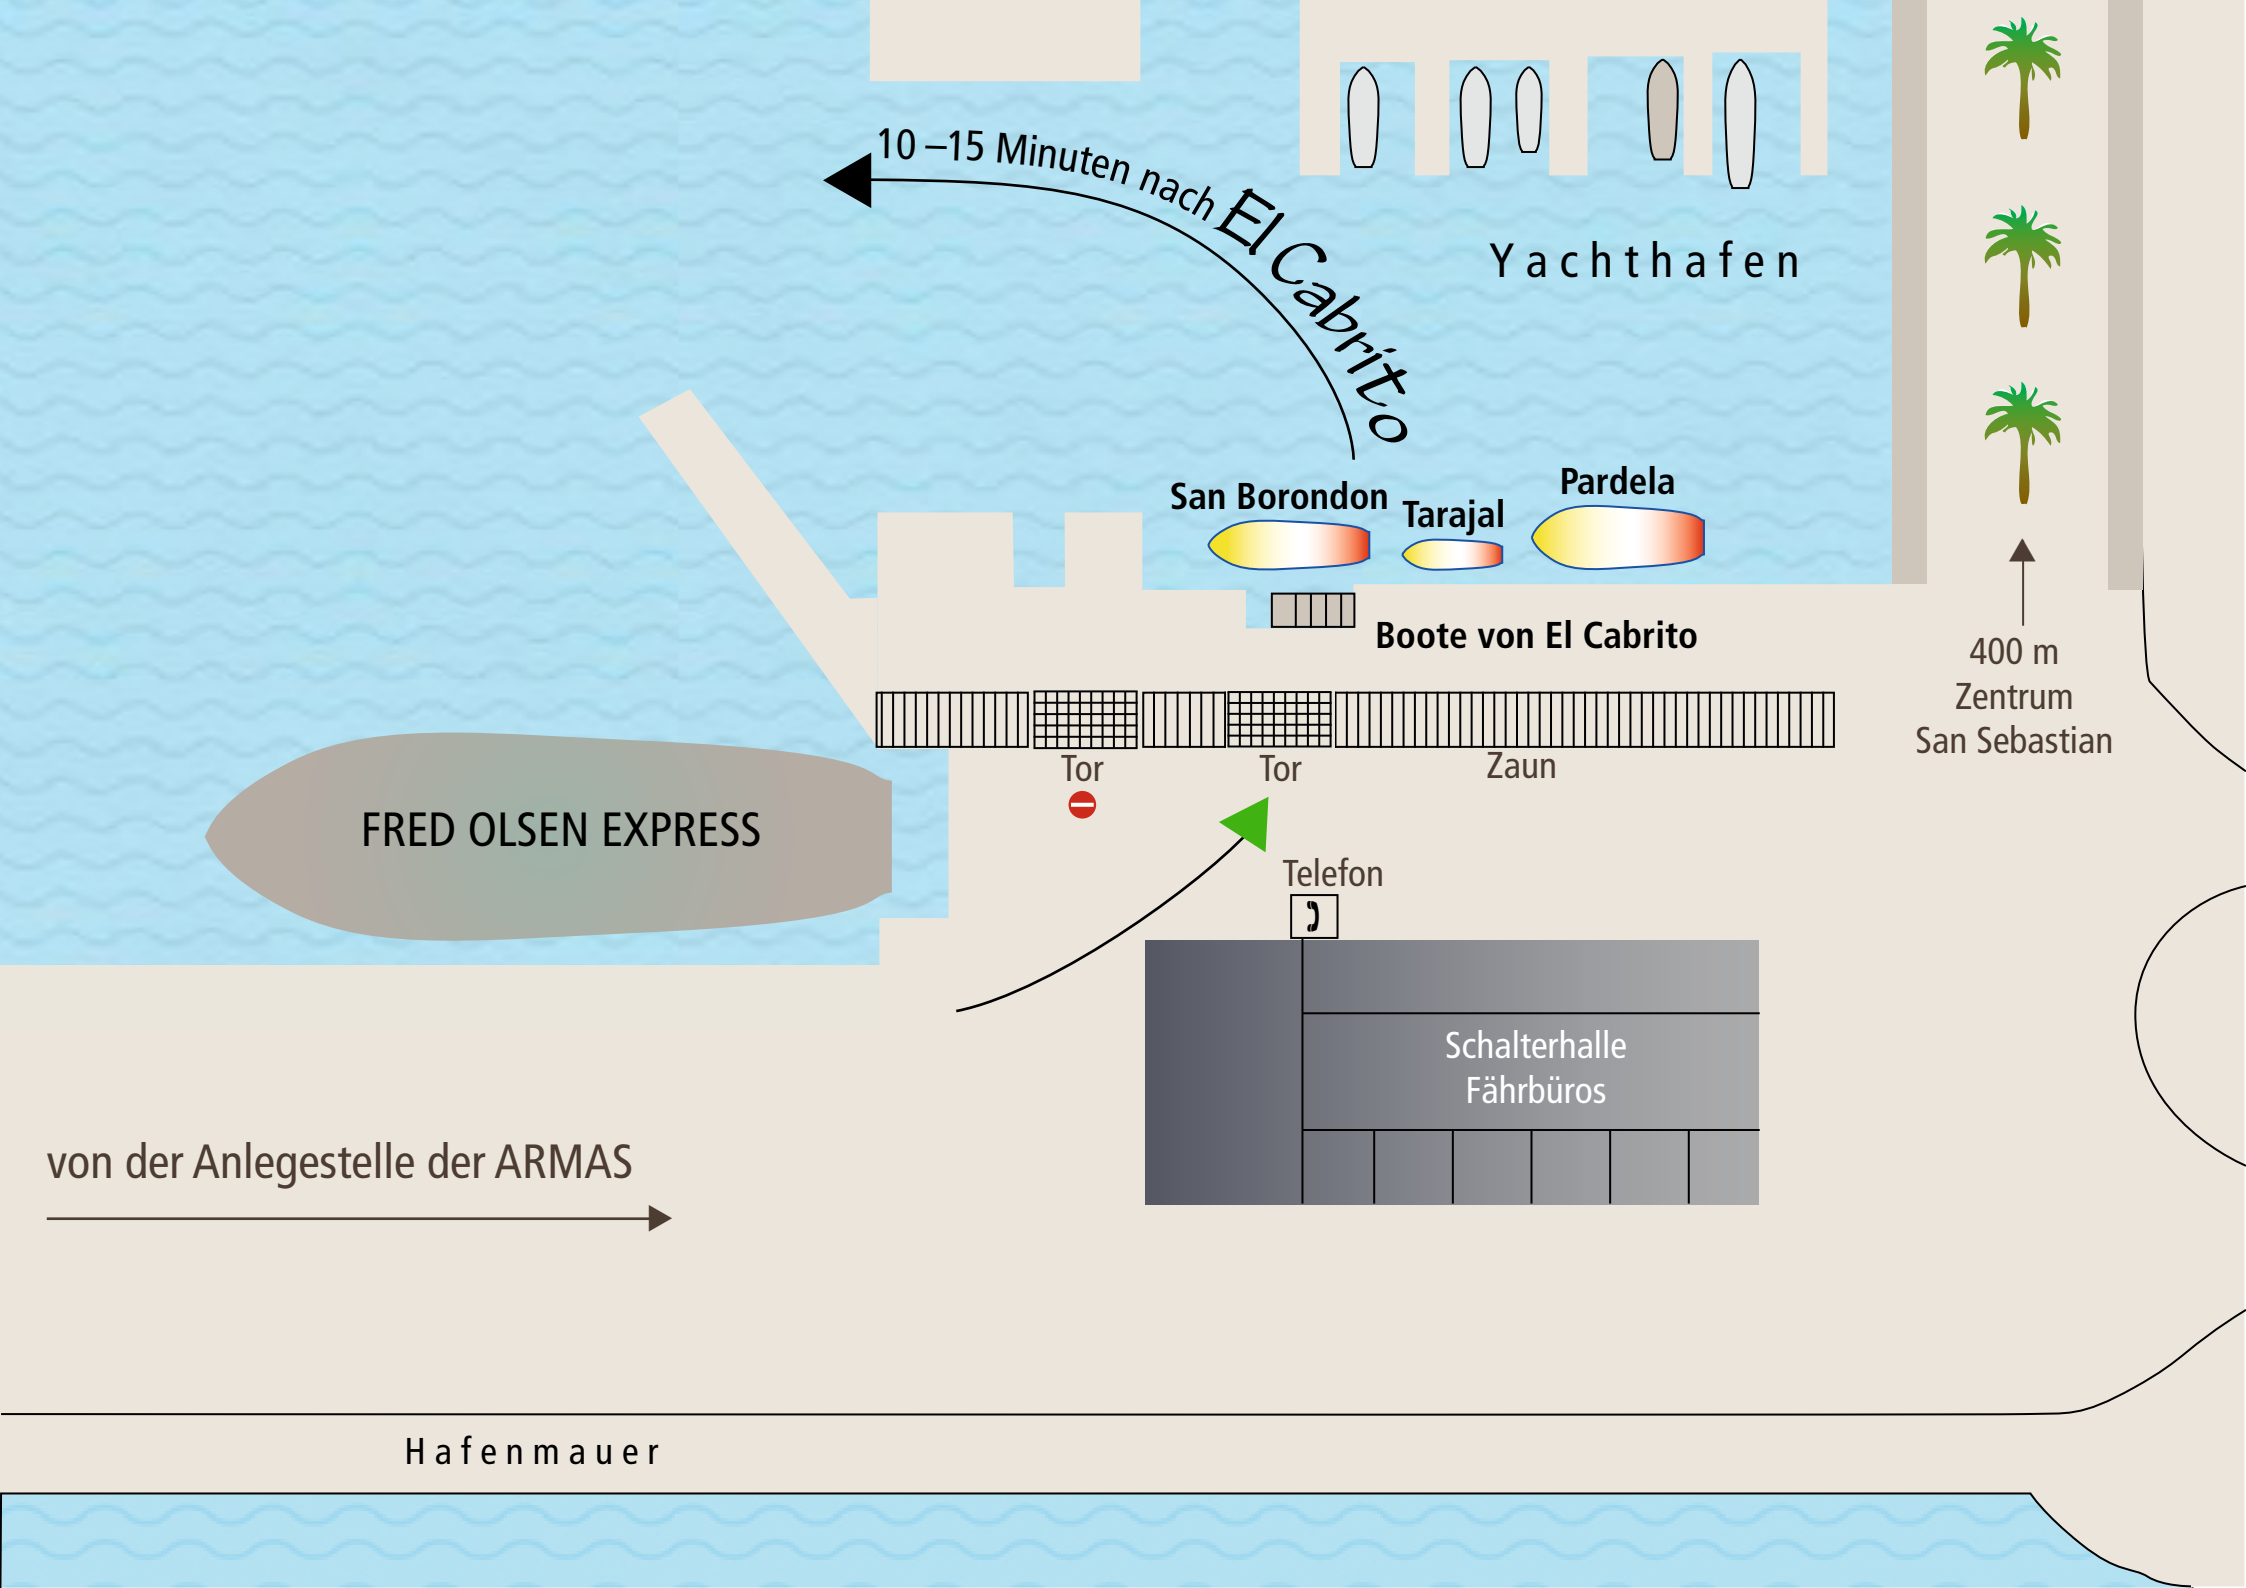 10 –15 Minuten nach El Cabrito
Yachthafen
San Borondon
Tarajal
Pardela
Boote von El Cabrito
400 m
Zentrum
San Sebastian
Tor
Tor
Zaun
FRED OLSEN EXPRESS
Telefon
Schalterhalle
Fährbüros
von der Anlegestelle der ARMAS
Hafenmauer